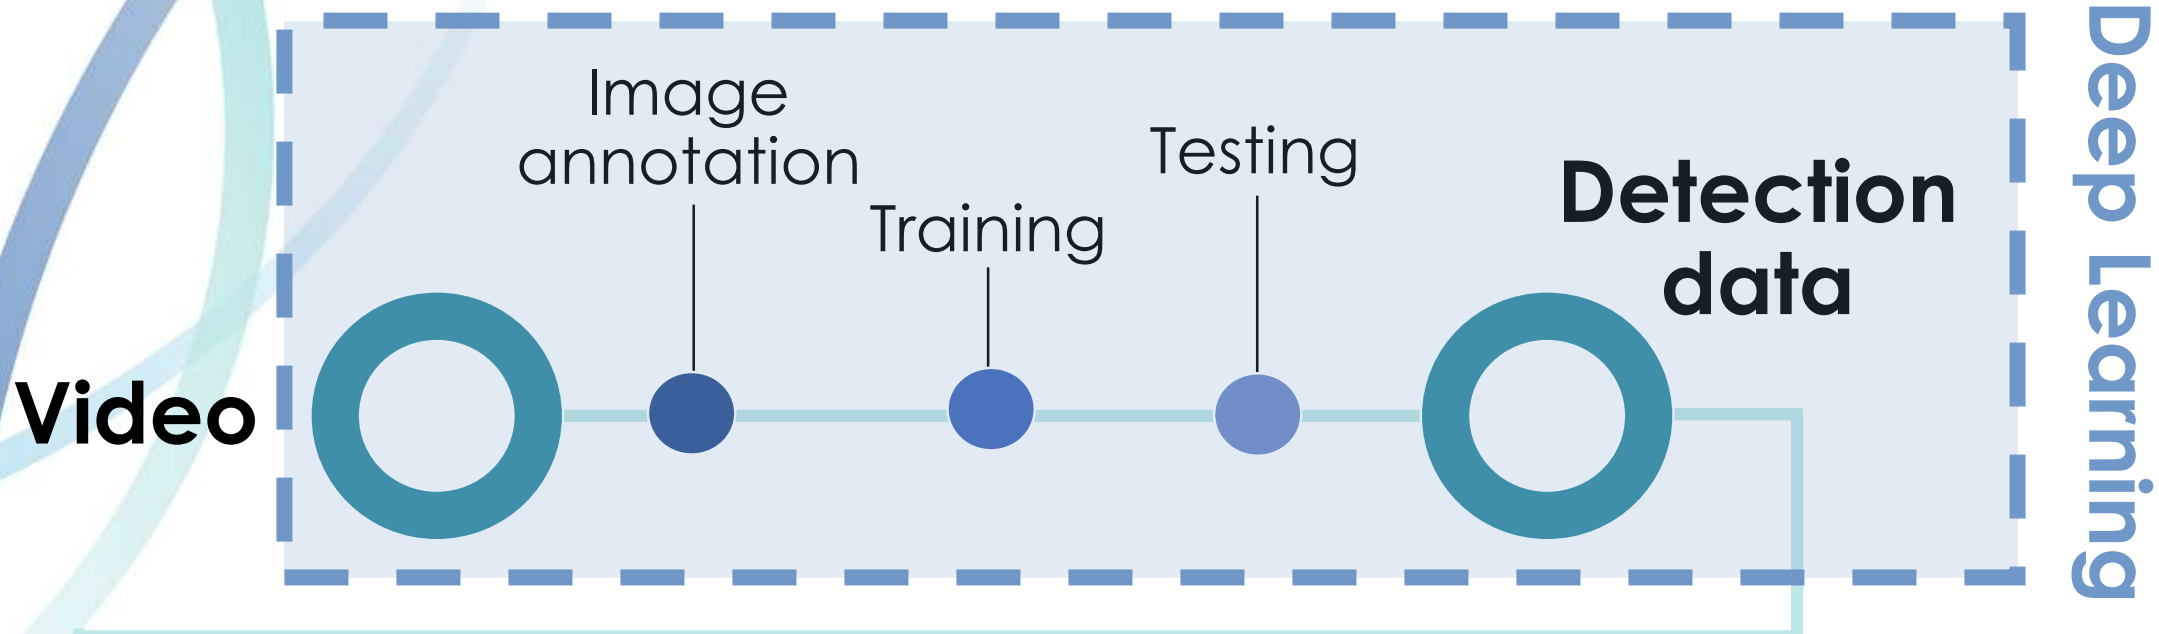 Image
annotation
Training
Testing
Detection
data
Video
Deep Learning